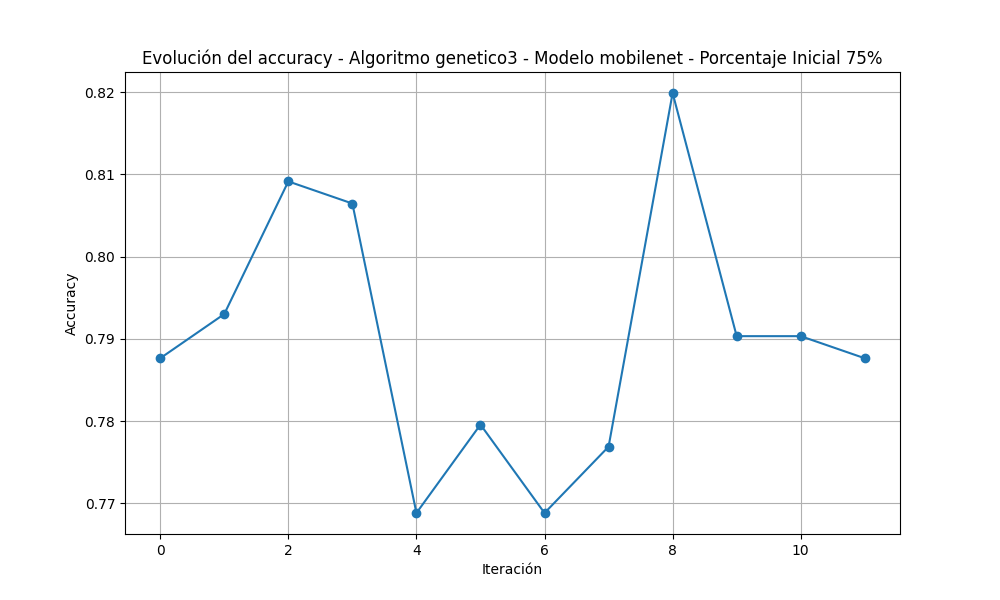 Evolución del accuracy - Algoritmo genetico3 - Modelo mobilenet - Porcentaje Inicial 75%
0.82
0.81
0.80
0.79
0.78
0.77
Accuracy
0 2 4 6 8 10
Iteración